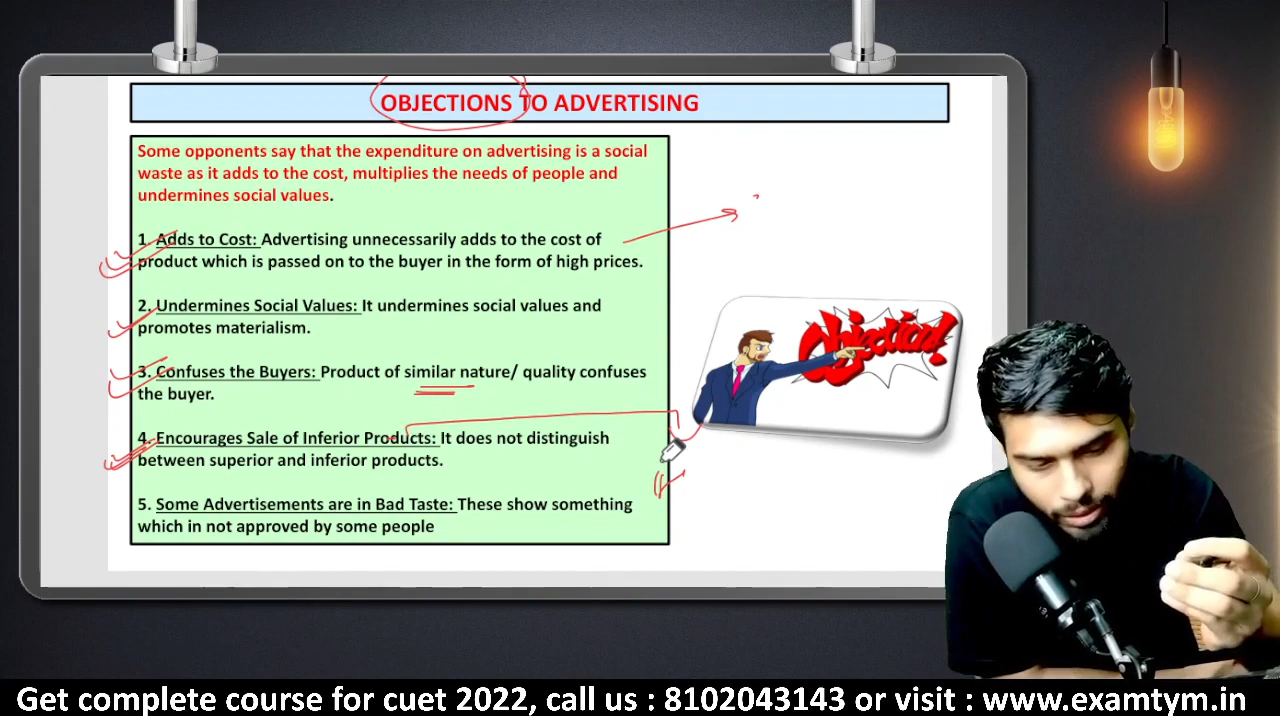 OBJECTIONS TO ADVERTISING
Some opponents say that the expenditure on advertising is a social
waste as it adds to the cost, multiplies the needs of people and
undermines social values.
1. Adds to Cost: Advertising unnecessarily adds to the cost of
product which is passed on to the buyer in the form of high prices.
2. Undermines Social Values: It undermines social values and
promotes materialism.
3. Confuses the Buyers: Product of similar nature/ quality confuses
the buyer.
4. Encourages Sale of Inferior Products: It does not distinguish
between superior and inferior products.
5. Some Advertisements are in Bad Taste: These show something
which in not approved by some people
Objection!
Get complete course for cuet 2022, call us : 8102043143 or visit : www.examtym.in